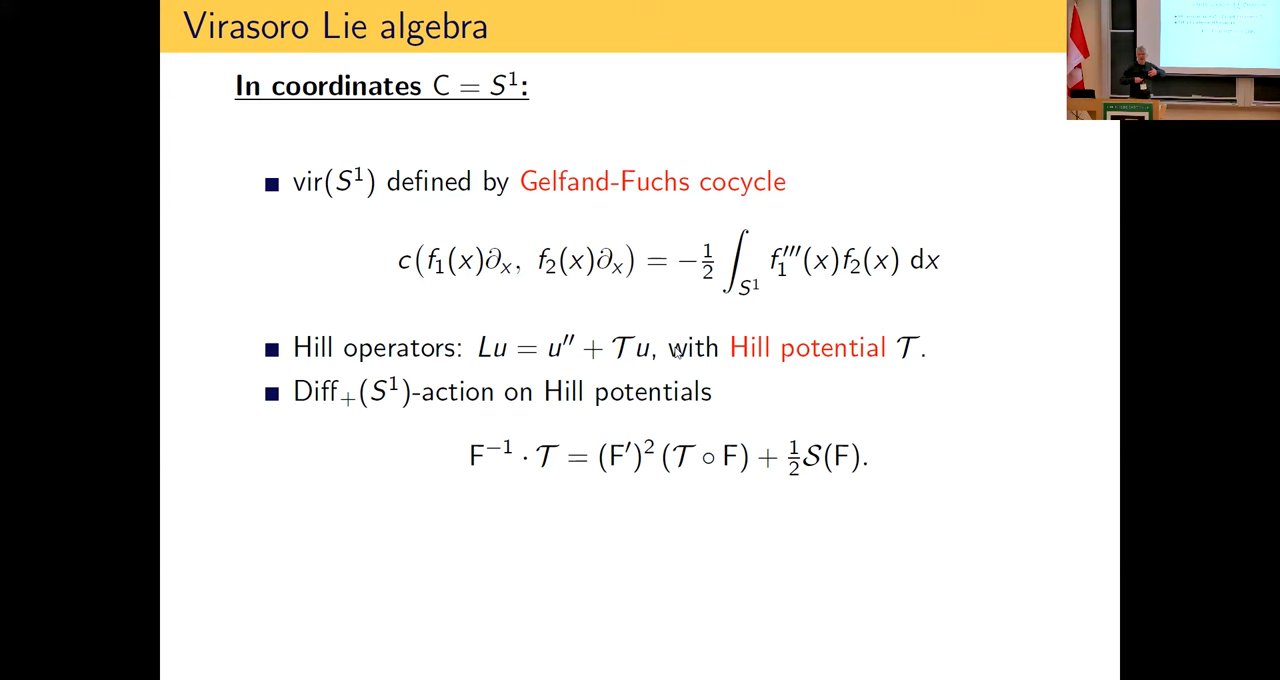 Virasoro Lie algebra
In coordinates C = S¹:
■ vir(S¹) defined by Gelfand-Fuchs cocycle
c(f₁(x)∂ₓ, f₂(x)∂ₓ) = −½ ∫_{S¹} f₁‴(x)f₂(x) dx
■ Hill operators: Lu = u″ + 𝒯u, with Hill potential 𝒯.
■ Diff₊(S¹)-action on Hill potentials
F⁻¹ · 𝒯 = (F′)² (𝒯 ∘ F) + ½𝒮(F).